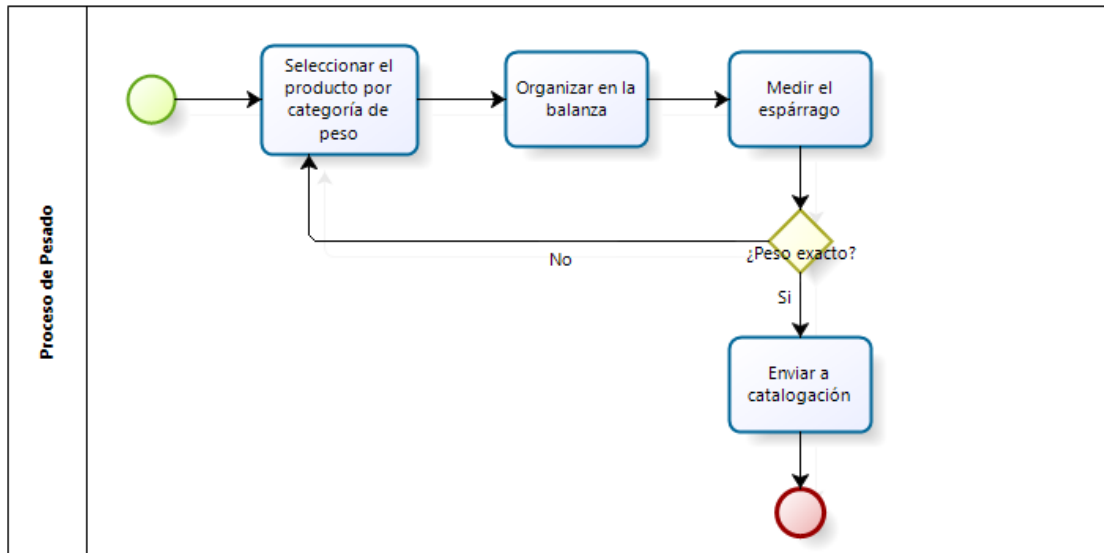 Proceso de Pesado
Seleccionar el
producto por
categoría de
peso
Organizar en la
balanza
Medir el
espárrago
¿Peso exacto?
No
Si
Enviar a
catalogación